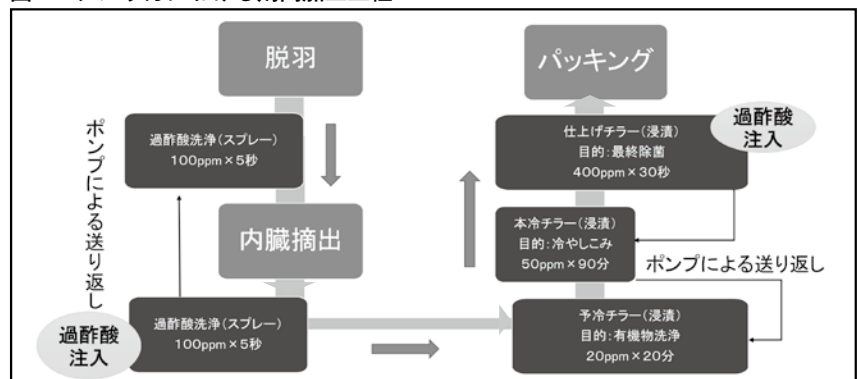 脱羽
過酢酸洗浄(スプレー)
100ppm×5秒
内臓摘出
過酢酸洗浄(スプレー)
100ppm×5秒
ポンプによる送り返し
過酢酸
注入
パッキング
仕上げチラー(浸漬)
目的:最終除菌
400ppm×30秒
過酢酸
注入
本冷チラー(浸漬)
目的:冷やしこみ
50ppm×90分
ポンプによる送り返し
予冷チラー(浸漬)
目的:有機物洗浄
20ppm×20分